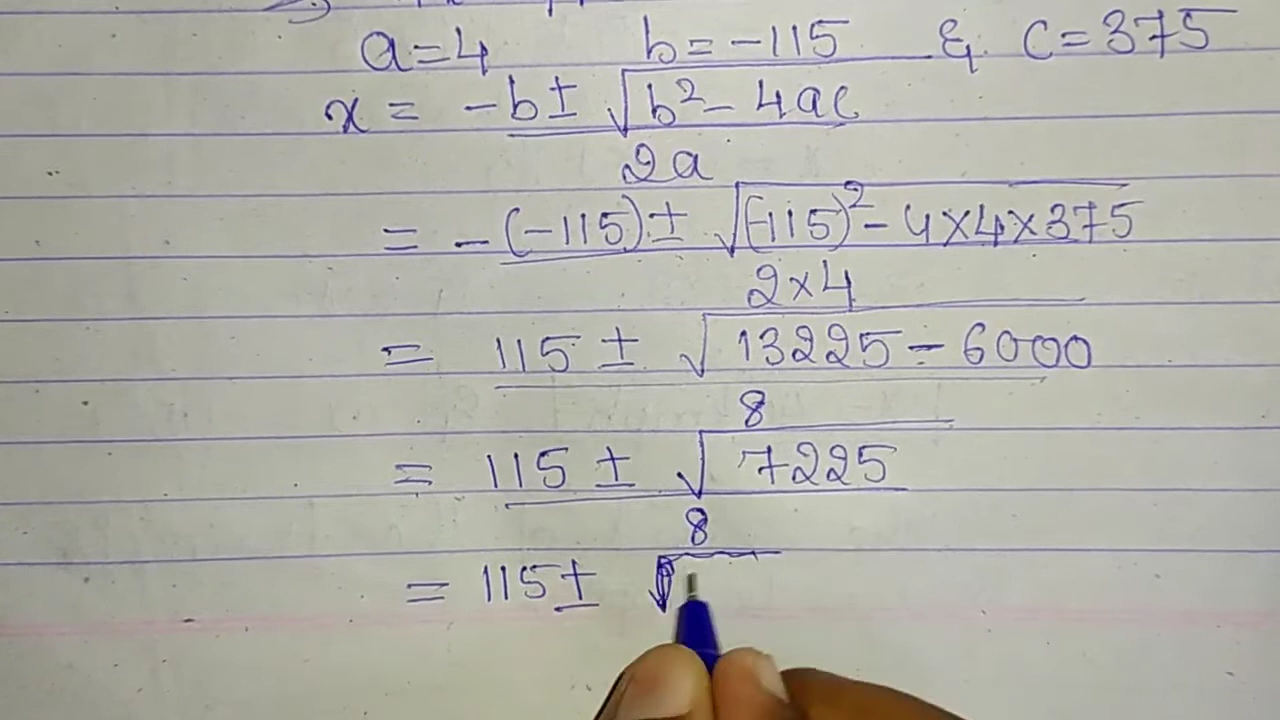 a=4 b=-115 & c=375
x = -b ± √b²-4ac
2a
= -(-115) ± √(-115)²-4×4×375
2×4
= 115 ± √13225-6000
8
= 115 ± √7225
8
= 115 ± √